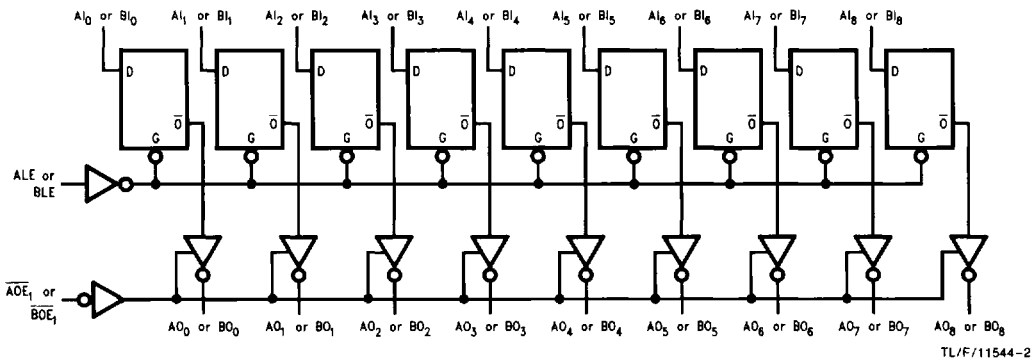 AI₀ or BI₀ AI₁ or BI₁ AI₂ or BI₂ AI₃ or BI₃ AI₄ or BI₄ AI₅ or BI₅ AI₆ or BI₆ AI₇ or BI₇ AI₈ or BI₈
D D D D D D D D D
O̅ O̅ O̅ O̅ O̅ O̅ O̅ O̅ O̅
G G G G G G G G G
ALE or
BLE
A̅O̅E̅₁ or
B̅O̅E̅₁
AO₀ or BO₀ AO₁ or BO₁ AO₂ or BO₂ AO₃ or BO₃ AO₄ or BO₄ AO₅ or BO₅ AO₆ or BO₆ AO₇ or BO₇ AO₈ or BO₈
TL/F/11544-2